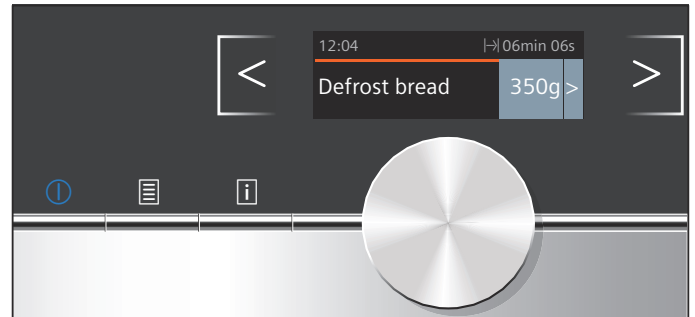 12:04 |→| 06min 06s
< Defrost bread 350g > >
i